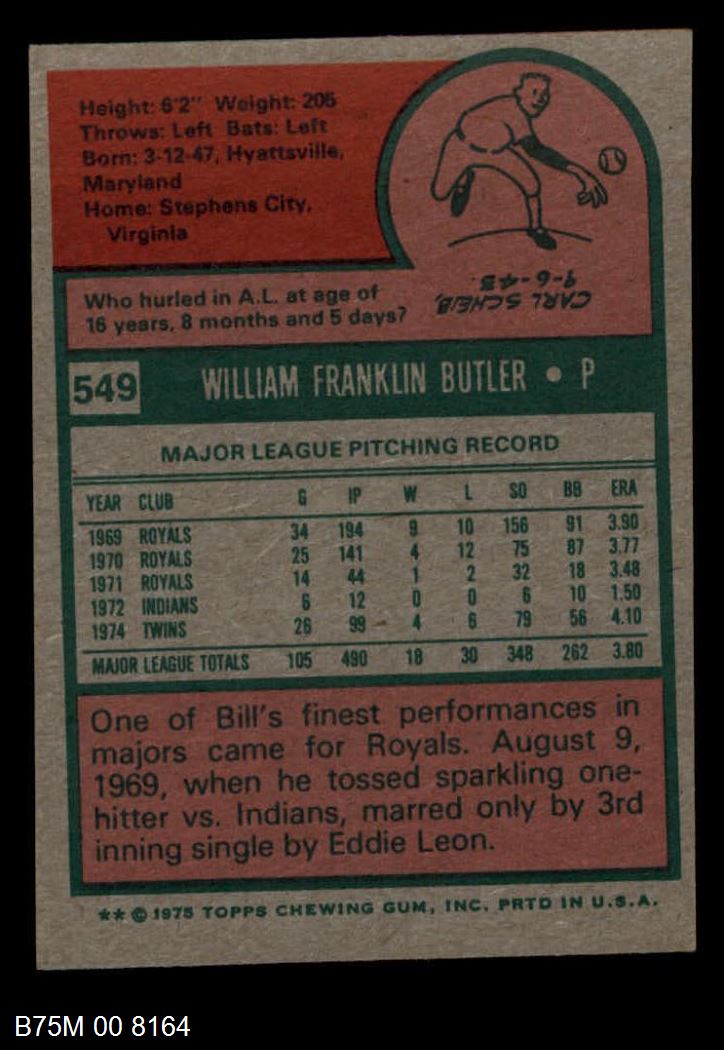 Height: 6'2" Weight: 205
Throws: Left Bats: Left
Born: 3-12-47, Hyattsville,
Maryland
Home: Stephens City,
Virginia
Who hurled in A.L. at age of
16 years, 8 months and 5 days?
CARL SCHEIB,
9-6-43.
549 WILLIAM FRANKLIN BUTLER • P
MAJOR LEAGUE PITCHING RECORD
YEAR CLUB G IP W L SO BB ERA
1969 ROYALS 34 194 9 10 156 91 3.90
1970 ROYALS 25 141 4 12 75 87 3.77
1971 ROYALS 14 44 1 2 32 18 3.48
1972 INDIANS 6 12 0 0 6 10 1.50
1974 TWINS 26 99 4 6 79 56 4.10
MAJOR LEAGUE TOTALS 105 490 18 30 348 262 3.80
One of Bill's finest performances in
majors came for Royals. August 9,
1969, when he tossed sparkling one-
hitter vs. Indians, marred only by 3rd
inning single by Eddie Leon.
** © 1975 TOPPS CHEWING GUM, INC. PRTD IN U.S.A.
B75M 00 8164